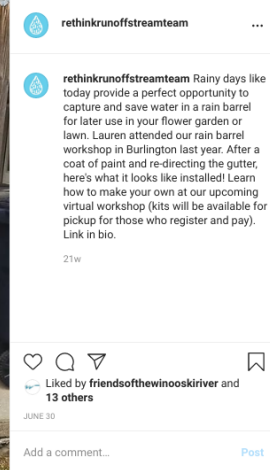 rethinkrunoffstreamteam
rethinkrunoffstreamteam Rainy days like
today provide a perfect opportunity to
capture and save water in a rain barrel
for later use in your flower garden or
lawn. Lauren attended our rain barrel
workshop in Burlington last year. After a
coat of paint and re-directing the gutter,
here's what it looks like installed! Learn
how to make your own at our upcoming
virtual workshop (kits will be available for
pickup for those who register and pay).
Link in bio.
21w
Liked by friendsofthewinooskiriver and
13 others
JUNE 30
Add a comment... Post